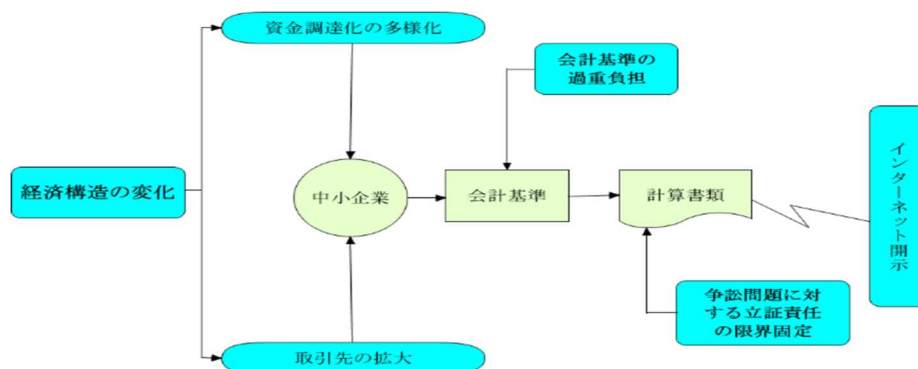 資金調達化の多様化
会計基準の
過重負担
経済構造の変化
中小企業
会計基準
計算書類
インターネット開示
争訟問題に対
する立証責任
の限界固定
取引先の拡大